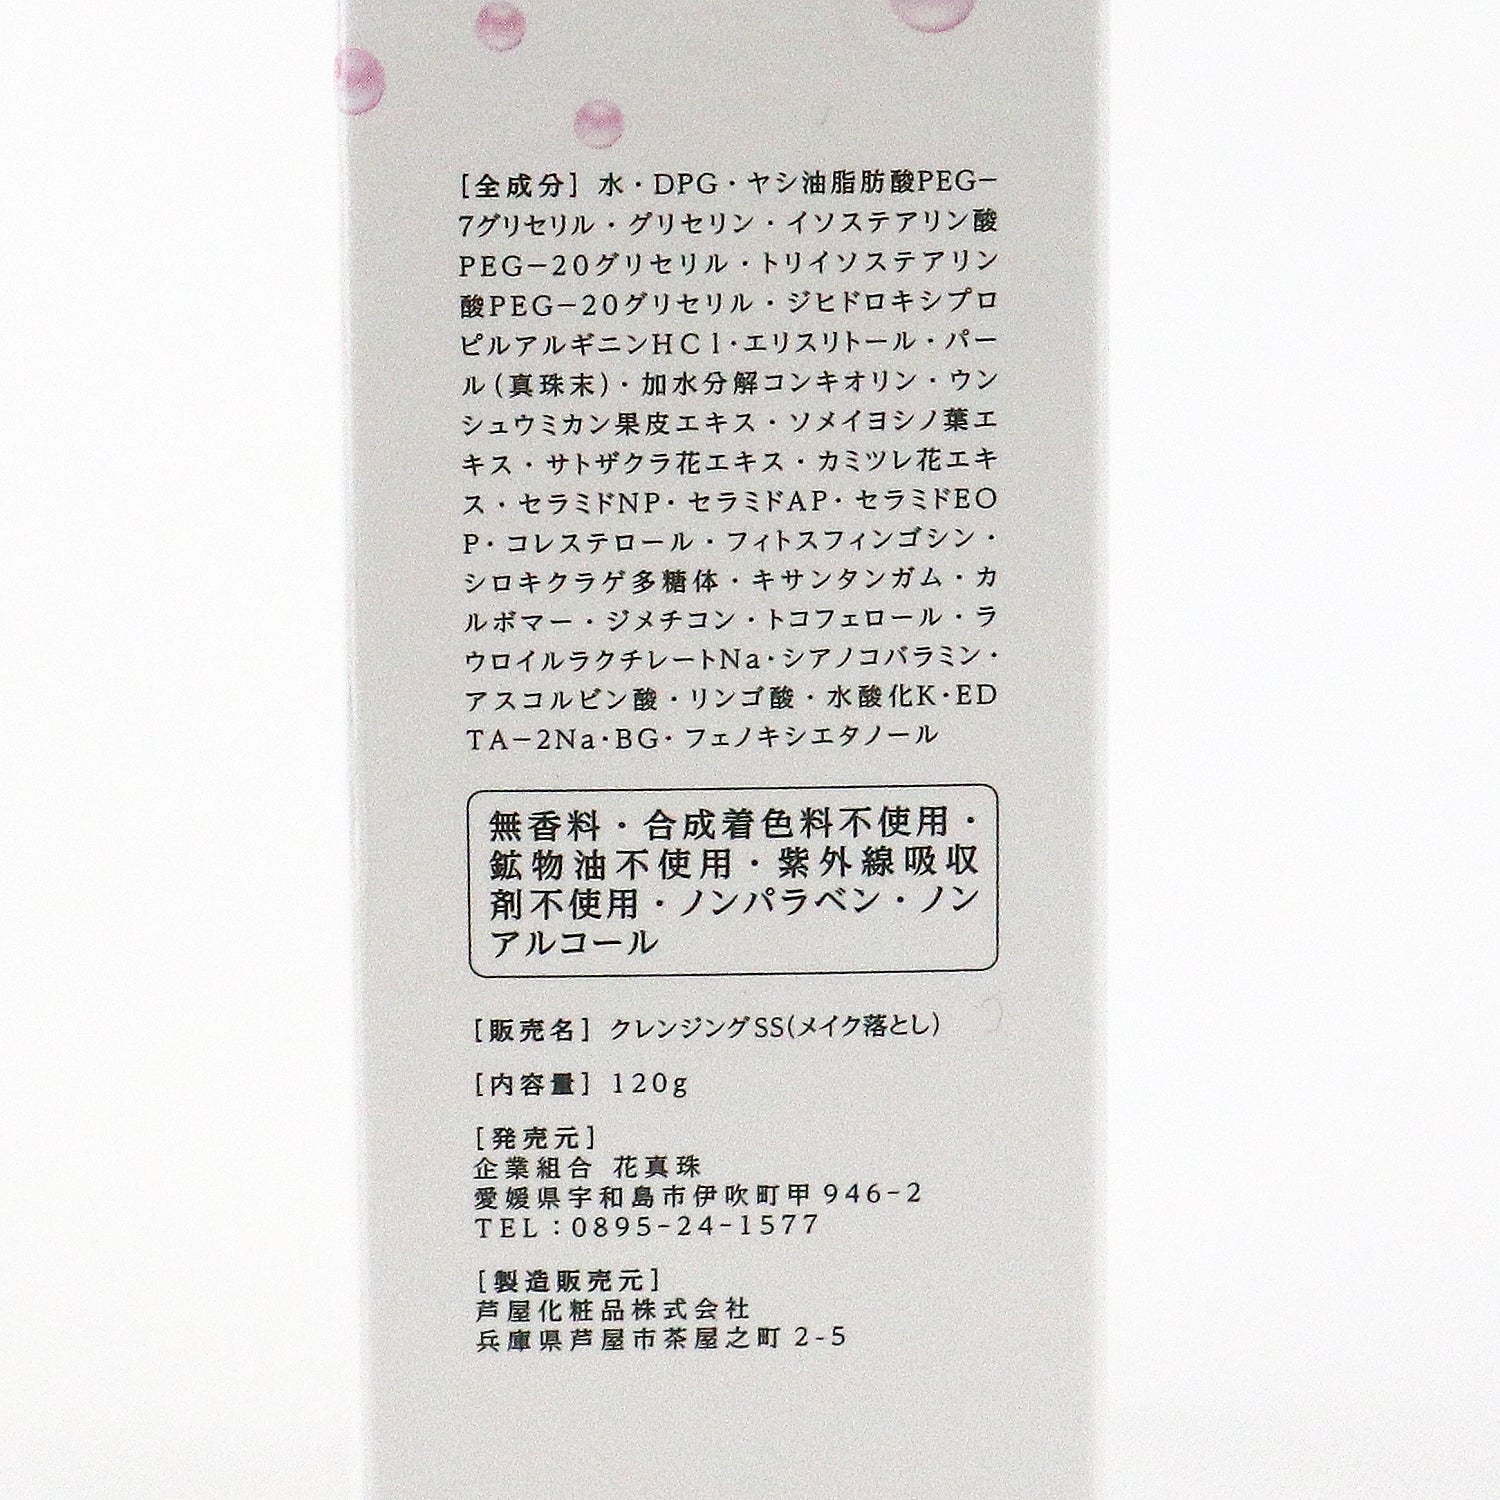 [全成分] 水・DPG・ヤシ油脂肪酸PEG−
7グリセリル・グリセリン・イソステアリン酸
PEG−20グリセリル・トリイソステアリン
酸PEG−20グリセリル・ジヒドロキシプロ
ピルアルギニンHCl・エリスリトール・パー
ル(真珠末)・加水分解コンキオリン・ウン
シュウミカン果皮エキス・ソメイヨシノ葉エ
キス・サトザクラ花エキス・カミツレ花エキ
ス・セラミドNP・セラミドAP・セラミドEO
P・コレステロール・フィトスフィンゴシン・
シロキクラゲ多糖体・キサンタンガム・カ
ルボマー・ジメチコン・トコフェロール・ラ
ウロイルラクチレートNa・シアノコバラミン・
アスコルビン酸・リンゴ酸・水酸化K・ED
TA−2Na・BG・フェノキシエタノール
無香料・合成着色料不使用・
鉱物油不使用・紫外線吸収
剤不使用・ノンパラベン・ノン
アルコール
[販売名] クレンジングSS(メイク落とし)
[内容量] 120g
[発売元]
企業組合 花真珠
愛媛県宇和島市伊吹町甲946-2
TEL：0895-24-1577
[製造販売元]
芦屋化粧品株式会社
兵庫県芦屋市茶屋之町2-5